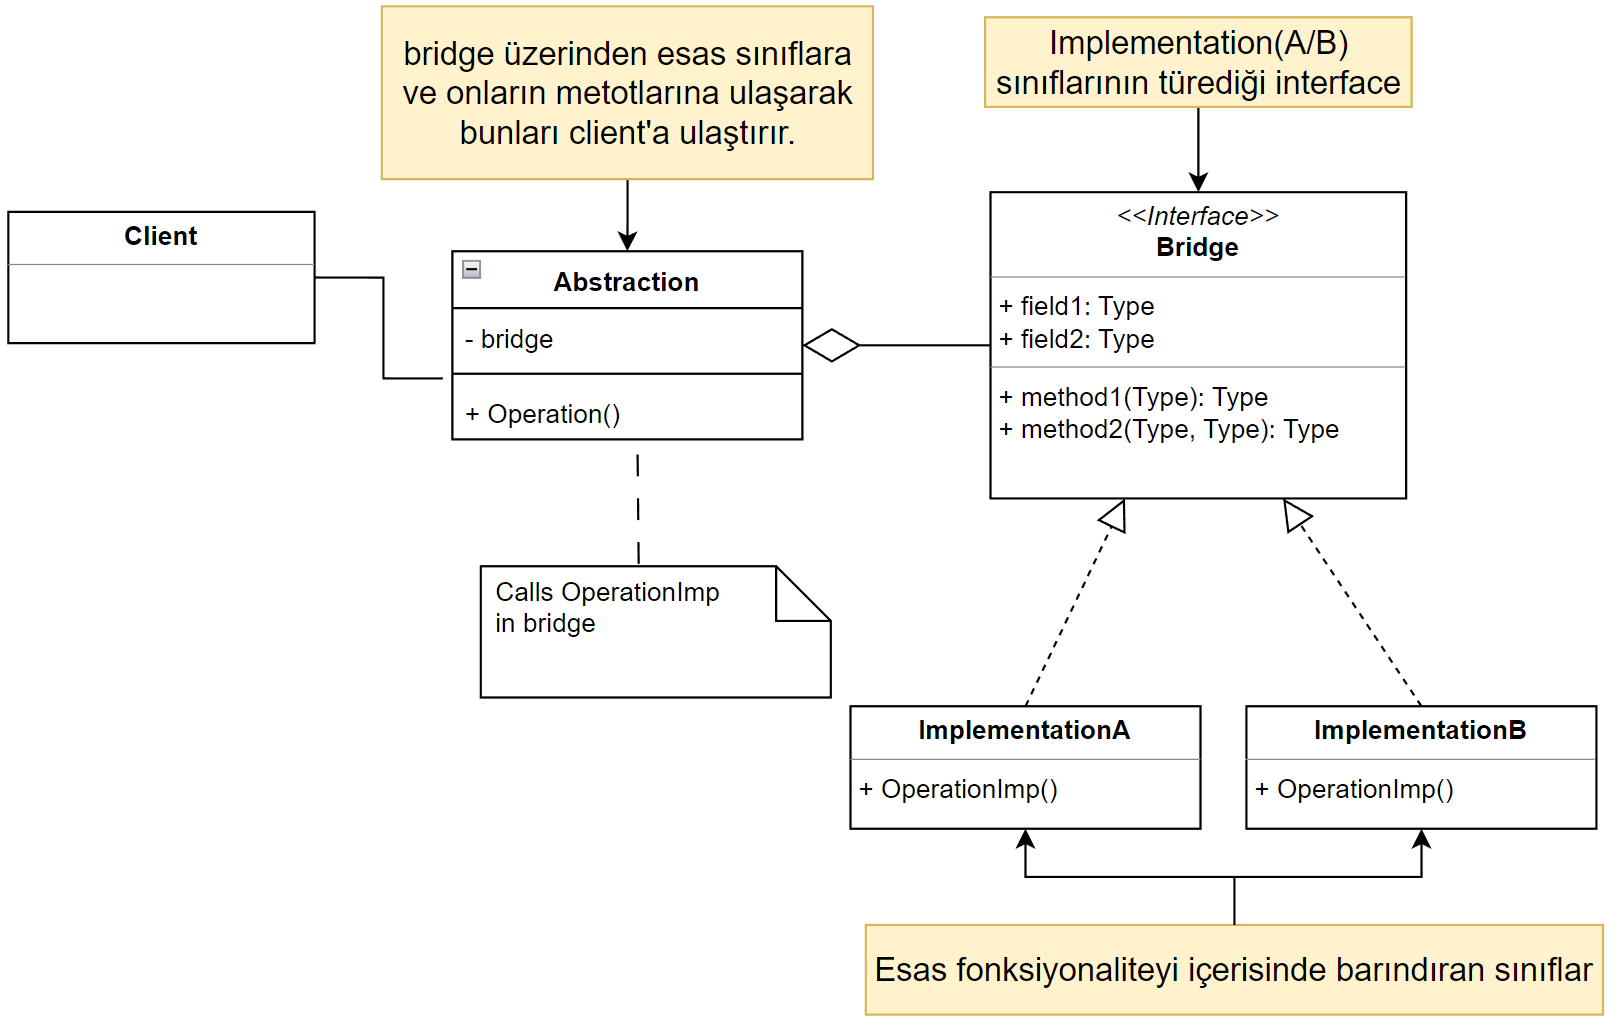 bridge üzerinden esas sınıflara
ve onların metotlarına ulaşarak
bunları client'a ulaştırır.
Implementation(A/B)
sınıflarının türediği interface
Client
Abstraction
- bridge
+ Operation()
<<Interface>>
Bridge
+ field1: Type
+ field2: Type
+ method1(Type): Type
+ method2(Type, Type): Type
Calls OperationImp
in bridge
ImplementationA
+ OperationImp()
ImplementationB
+ OperationImp()
Esas fonksiyonaliteyi içerisinde barındıran sınıflar